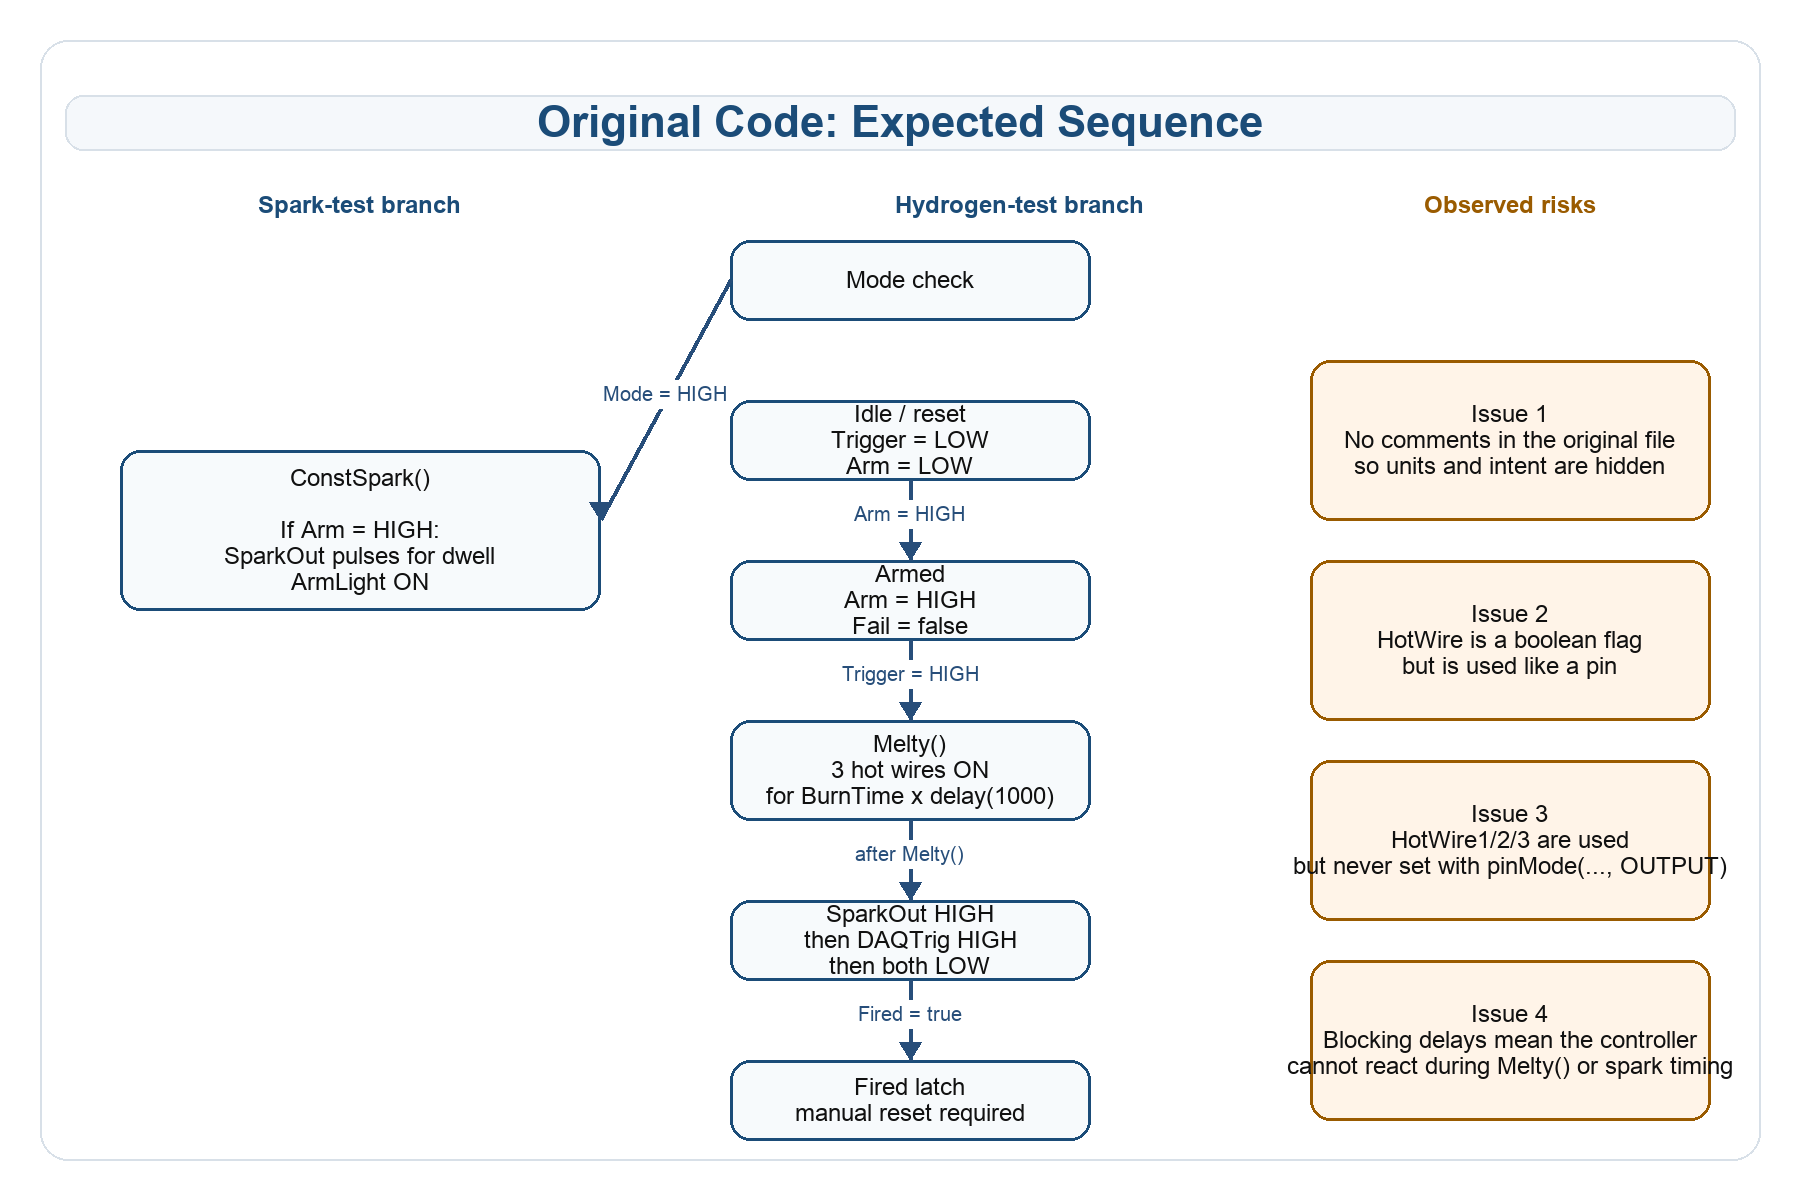 Original Code: Expected Sequence
Spark-test branch
Hydrogen-test branch
Observed risks
Mode check
Mode = HIGH
ConstSpark()
If Arm = HIGH:
SparkOut pulses for dwell
ArmLight ON
Idle / reset
Trigger = LOW
Arm = LOW
Arm = HIGH
Armed
Arm = HIGH
Fail = false
Trigger = HIGH
Melty()
3 hot wires ON
for BurnTime x delay(1000)
after Melty()
SparkOut HIGH
then DAQTrig HIGH
then both LOW
Fired = true
Fired latch
manual reset required
Issue 1
No comments in the original file
so units and intent are hidden
Issue 2
HotWire is a boolean flag
but is used like a pin
Issue 3
HotWire1/2/3 are used
but never set with pinMode(..., OUTPUT)
Issue 4
Blocking delays mean the controller
cannot react during Melty() or spark timing